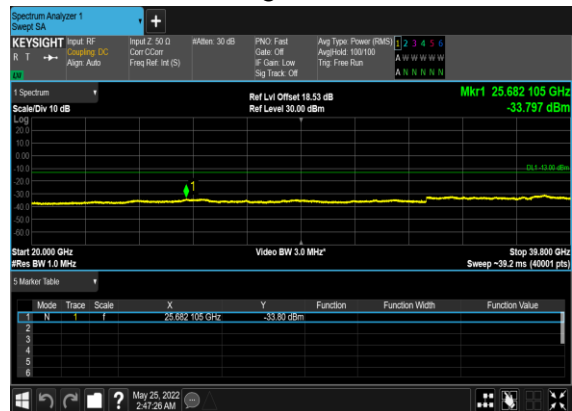 Spectrum Analyzer 1
Swept SA
KEYSIGHT Input: RF Input Z: 50 Ω #Atten: 30 dB PNO: Fast Avg Type: Power (RMS) 1 2 3 4 5 6
R T Coupling: DC Corr CCorr Gate: Off Avg|Hold: 100/100 A W W W W W
Align: Auto Freq Ref: Int (S) IF Gain: Low Trig: Free Run
LXI Sig Track: Off A N N N N N
1 Spectrum Ref Lvl Offset 18.53 dB Mkr1 25.682 105 GHz
Scale/Div 10 dB Ref Level 30.00 dBm -33.797 dBm
Log
20.0
10.0
0.00
-10.0
DL1 -13.00 dBm
-20.0
1
-30.0
-40.0
-50.0
-60.0
Start 20.000 GHz Video BW 3.0 MHz* Stop 39.800 GHz
#Res BW 1.0 MHz Sweep ~39.2 ms (40001 pts)
5 Marker Table
Mode Trace Scale X Y Function Function Width Function Value
1 N 1 f 25.682 105 GHz -33.80 dBm
2
3
4
5
6
? May 25, 2022
2:47:26 AM